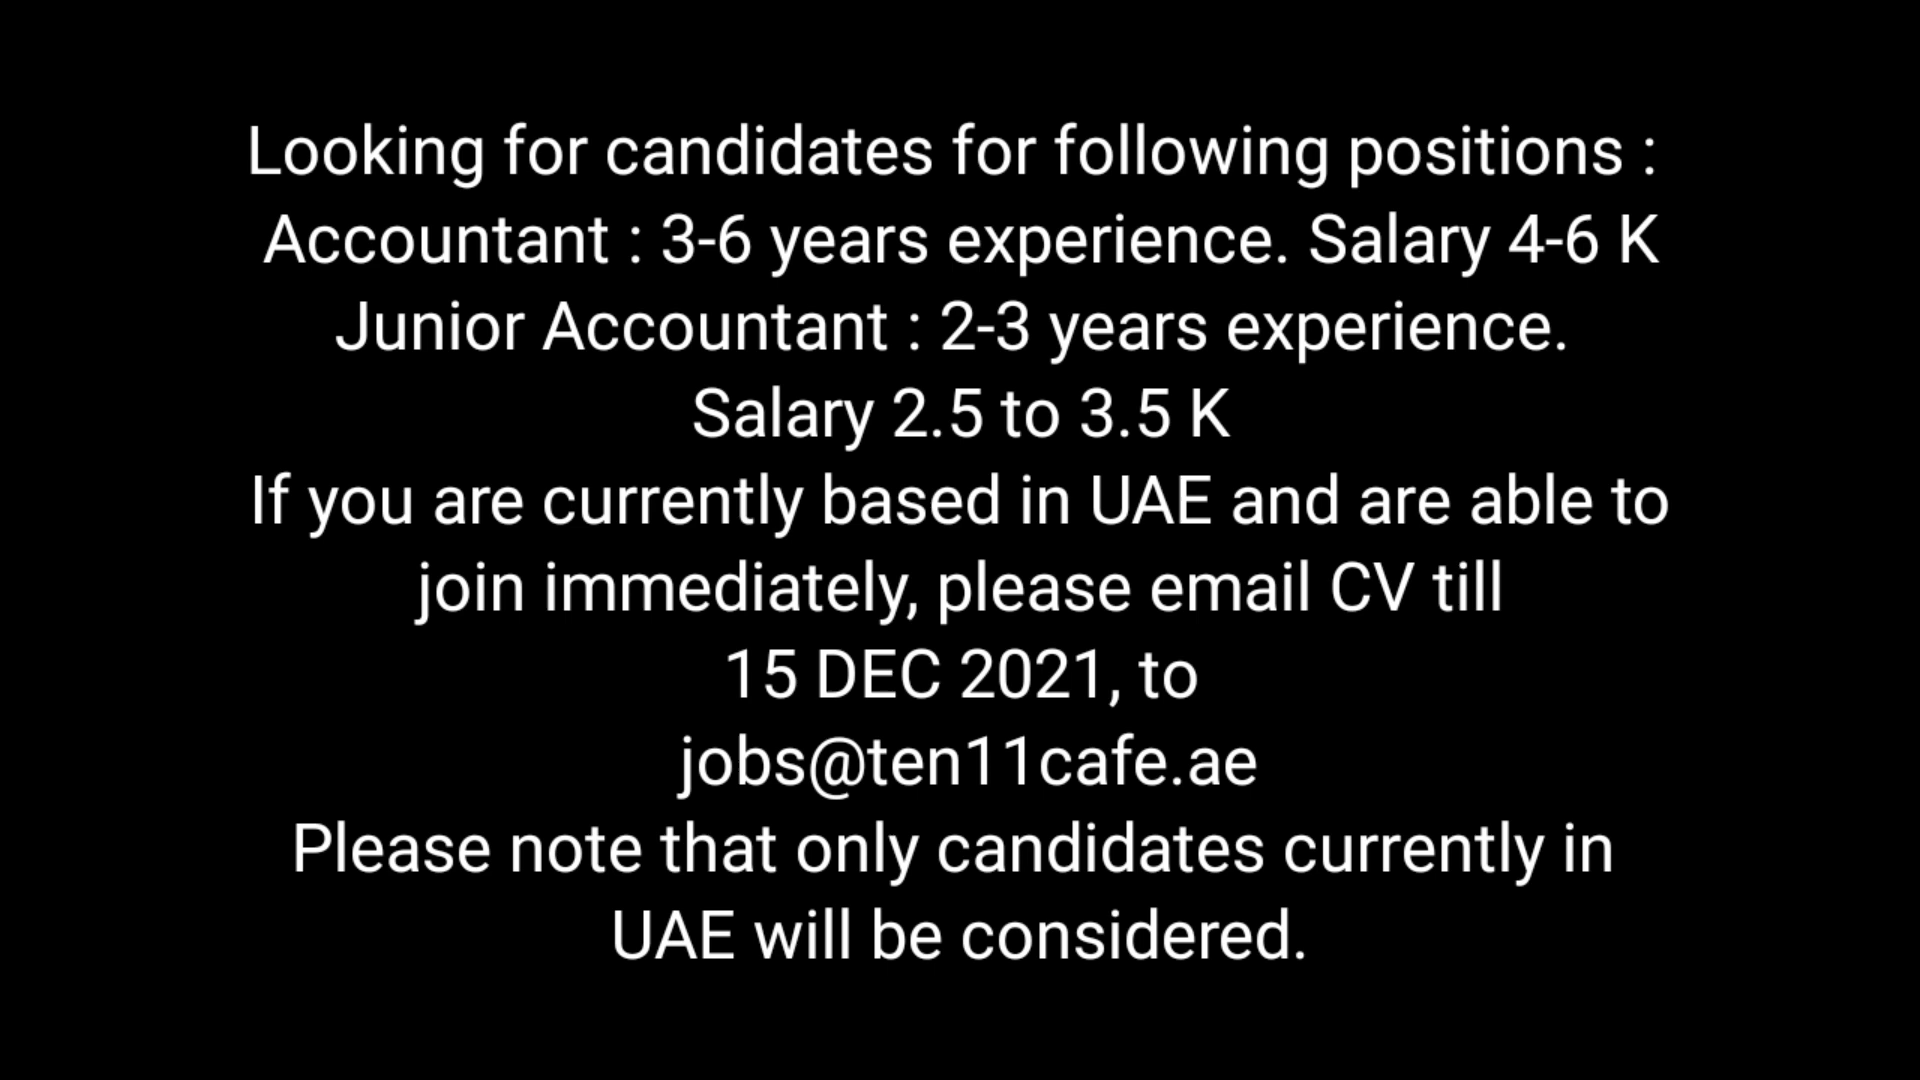 Looking for candidates for following positions :
Accountant : 3-6 years experience. Salary 4-6 K
Junior Accountant : 2-3 years experience.
Salary 2.5 to 3.5 K
If you are currently based in UAE and are able to
join immediately, please email CV till
15 DEC 2021, to
jobs@ten11cafe.ae
Please note that only candidates currently in
UAE will be considered.